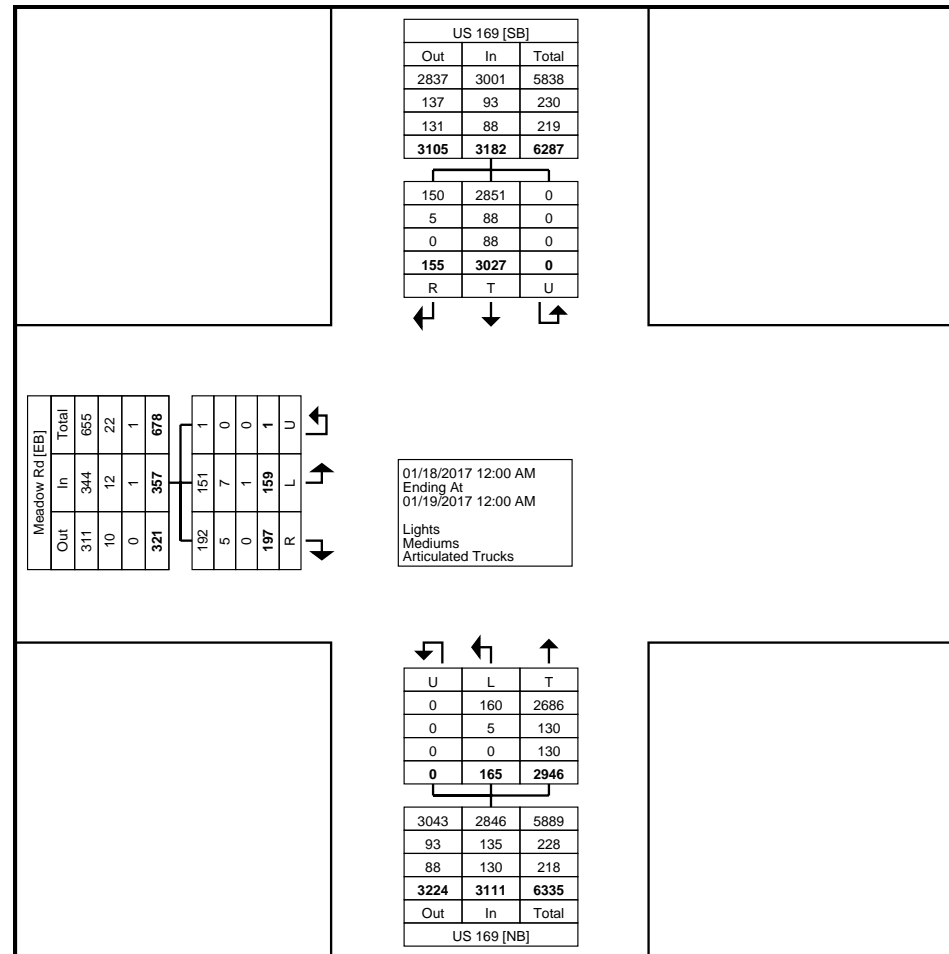 US 169 [SB]
Out In Total
2837 3001 5838
137 93 230
131 88 219
3105 3182 6287
150 2851 0
5 88 0
0 88 0
155 3027 0
R T U
Meadow Rd [EB]
Out In Total
311 344 655
10 12 22
0 1 1
321 357 678
192 151 1
5 7 0
0 1 0
197 159 1
R L U
01/18/2017 12:00 AM
Ending At
01/19/2017 12:00 AM
Lights
Mediums
Articulated Trucks
U L T
0 160 2686
0 5 130
0 0 130
0 165 2946
3043 2846 5889
93 135 228
88 130 218
3224 3111 6335
Out In Total
US 169 [NB]